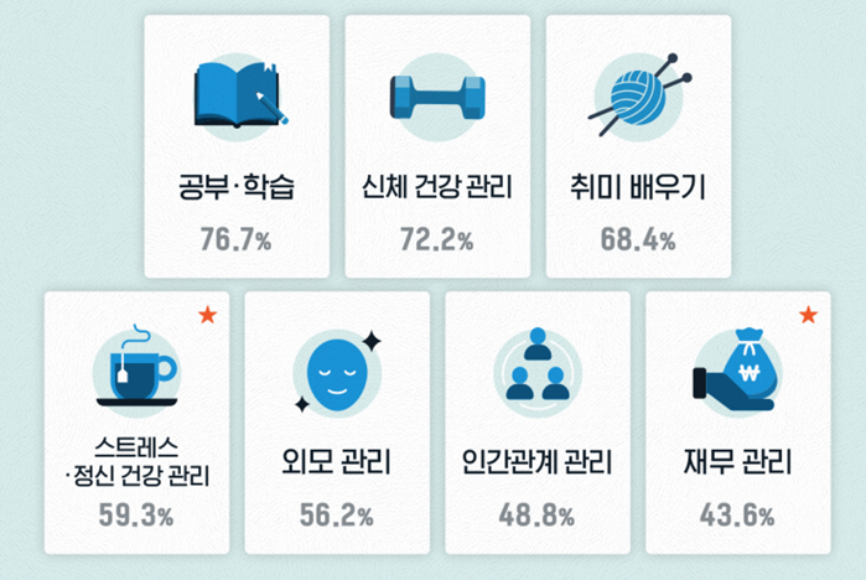 공부·학습
76.7%
신체 건강 관리
72.2%
취미 배우기
68.4%
스트레스
·정신 건강 관리
59.3%
외모 관리
56.2%
인간관계 관리
48.8%
₩
재무 관리
43.6%